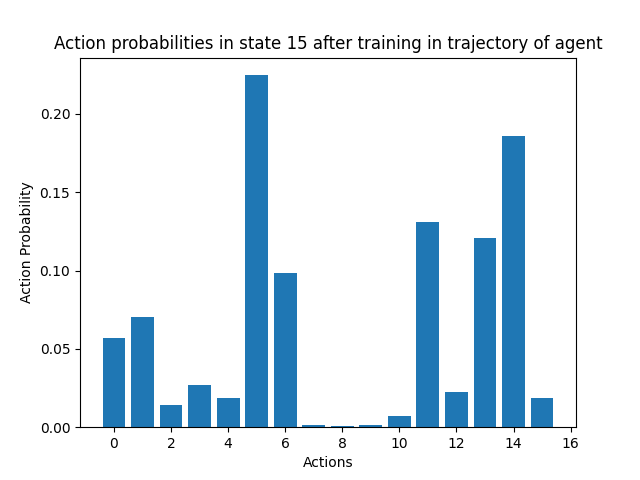 Action probabilities in state 15 after training in trajectory of agent
0.20
0.15
0.10
0.05
0.00
Action Probability
0 2 4 6 8 10 12 14 16
Actions